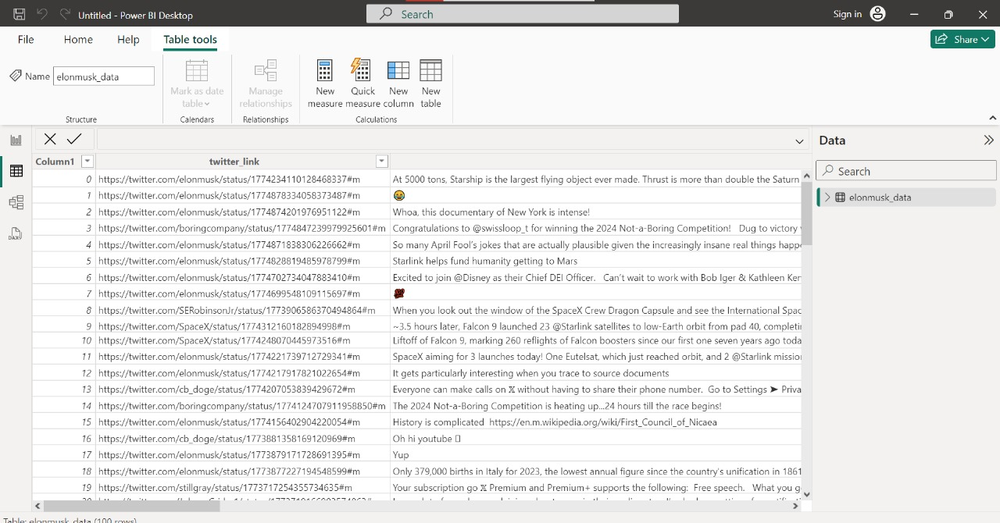 Untitled - Power BI Desktop
Search
Sign in
File
Home
Help
Table tools
Share
Name
elonmusk_data
Mark as date table
Manage relationships
New measure
Quick measure
New column
New table
Structure
Calendars
Relationships
Calculations
Data
Search
elonmusk_data
Column1 twitter_link
0 https://twitter.com/elonmusk/status/1774234110128468337#m At 5000 tons, Starship is the largest flying object ever made. Thrust is more than double the Saturn
1 https://twitter.com/elonmusk/status/1774878334058373487#m 😄
2 https://twitter.com/elonmusk/status/1774874201976951122#m Whoa, this documentary of New York is intense!
3 https://twitter.com/boringcompany/status/1774847239979925601#m Congratulations to @swissloop_t for winning the 2024 Not-a-Boring Competition! Dug to victory
4 https://twitter.com/elonmusk/status/1774871838306226662#m So many April Fool's jokes that are actually plausible given the increasingly insane real things
5 https://twitter.com/elonmusk/status/1774828819485978799#m Starlink helps fund humanity getting to Mars
6 https://twitter.com/elonmusk/status/1774702734047883410#m Excited to join @Disney as their Chief DEI Officer. Can't wait to work with Bob Iger & Kathleen
7 https://twitter.com/elonmusk/status/1774699548109115697#m 💯
8 https://twitter.com/SERobinsonJr/status/1773906586370494864#m When you look out the window of the SpaceX Crew Dragon Capsule and see the International
9 https://twitter.com/SpaceX/status/1774312160182894998#m ~3.5 hours later, Falcon 9 launched 23 @Starlink satellites to low-Earth orbit from pad 40,
10 https://twitter.com/SpaceX/status/1774248070445973516#m Liftoff of Falcon 9, marking 260 reflights of Falcon boosters since our first one seven years ago
11 https://twitter.com/elonmusk/status/1774221739712729341#m SpaceX aiming for 3 launches today! One Eutelsat, which just reached orbit, and 2 @Starlink
12 https://twitter.com/elonmusk/status/1774217917821022654#m It gets particularly interesting when you trace to source documents
13 https://twitter.com/cb_doge/status/1774207053839429672#m Everyone can make calls on 𝕏 without having to share their phone number. Go to Settings ➤
14 https://twitter.com/boringcompany/status/1774124707911958850#m The 2024 Not-a-Boring Competition is heating up...24 hours till the race begins!
15 https://twitter.com/elonmusk/status/1774156402904220054#m History is complicated https://en.m.wikipedia.org/wiki/First_Council_of_Nicaea
16 https://twitter.com/cb_doge/status/1773881358169120969#m Oh hi youtube
17 https://twitter.com/elonmusk/status/1773879171728691395#m Yup
18 https://twitter.com/elonmusk/status/1773877227194548599#m Only 379,000 births in Italy for 2023, the lowest annual figure since the country's unification in 1861
19 https://twitter.com/stillgray/status/1773717254355734635#m Your subscription go 𝕏 Premium and Premium+ supports the following: Free speech. What you
Table: elonmusk_data (100 rows)